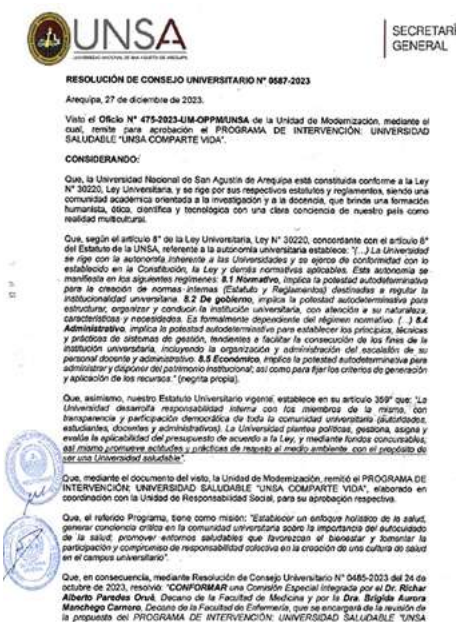 UNSA
UNIVERSIDAD NACIONAL DE SAN AGUSTÍN DE AREQUIPA
SECRETARÍ
GENERAL
RESOLUCIÓN DE CONSEJO UNIVERSITARIO N° 0587-2023
Arequipa, 27 de diciembre de 2023.
Visto el Oficio N° 475-2023-UM-OPPM/UNSA de la Unidad de Modernización, mediante el
cual, remite para aprobación el PROGRAMA DE INTERVENCIÓN: UNIVERSIDAD
SALUDABLE "UNSA COMPARTE VIDA".
CONSIDERANDO:
Que, la Universidad Nacional de San Agustín de Arequipa está constituida conforme a la Ley
N° 30220, Ley Universitaria, y se rige por sus respectivos estatutos y reglamentos, siendo una
comunidad académica orientada a la investigación y a la docencia, que brinda una formación
humanista, ética, científica y tecnológica con una clara conciencia de nuestro país como
realidad multicultural.
Que, según el artículo 8° de la Ley Universitaria, Ley N° 30220, concordante con el artículo 8°
del Estatuto de la UNSA, referente a la autonomía universitaria establece: "(...) La Universidad
se rige con la autonomía inherente a las Universidades y se ejerce de conformidad con lo
establecido en la Constitución, la Ley y demás normativas aplicables. Esta autonomía se
manifiesta en los siguientes regímenes: 8.1 Normativo, implica la potestad autodeterminativa
para la creación de normas internas (Estatuto y Reglamentos) destinadas a regular la
institucionalidad universitaria. 8.2 De gobierno, implica la potestad autodeterminativa para
estructurar, organizar y conducir la institución universitaria, con atención a su naturaleza,
características y necesidades. Es formalmente dependiente del régimen normativo. (...) 8.4
Administrativo, implica la potestad autodeterminativa para establecer los principios, técnicas
y prácticas de sistemas de gestión, tendientes a facilitar la consecución de los fines de la
institución universitaria, incluyendo la organización y administración del escalafón de su
personal docente y administrativo. 8.5 Económico, implica la potestad autodeterminativa para
administrar y disponer del patrimonio institucional; así como para fijar los criterios de generación
y aplicación de los recursos." (negrita propia).
Que, asimismo, nuestro Estatuto Universitario vigente, establece en su artículo 359° que: "La
Universidad desarrolla responsabilidad interna con los miembros de la misma, con
transparencia y participación democrática de toda la comunidad universitaria (autoridades,
estudiantes, docentes y administrativos). La Universidad plantea políticas, gestiona, asigna y
evalúa la aplicabilidad del presupuesto de acuerdo a la Ley, y mediante fondos concursables,
así mismo promueve actitudes y prácticas de respeto al medio ambiente con el propósito de
ser una Universidad saludable".
Que, mediante el documento del visto, la Unidad de Modernización, remitió el PROGRAMA DE
INTERVENCIÓN: UNIVERSIDAD SALUDABLE "UNSA COMPARTE VIDA", elaborado en
coordinación con la Unidad de Responsabilidad Social, para su aprobación respectiva.
Que, el referido Programa, tiene como misión: "Establecer un enfoque holístico de la salud,
generar conciencia crítica en la comunidad universitaria sobre la importancia del autocuidado
de la salud; promover entornos saludables que favorezcan el bienestar y fomentar la
participación y compromiso de responsabilidad colectiva en la creación de una cultura de salud
en el campus universitario".
Que, en consecuencia, mediante Resolución de Consejo Universitario N° 0485-2023 del 24 de
octubre de 2023, resolvió: "CONFORMAR una Comisión Especial integrada por el Dr. Richar
Alberto Paredes Orué, Decano de la Facultad de Medicina y por la Dra. Brígida Aurora
Manchego Carnero, Decana de la Facultad de Enfermería, que se encargará de la revisión de
la propuesta del PROGRAMA DE INTERVENCIÓN: UNIVERSIDAD SALUDABLE "UNSA